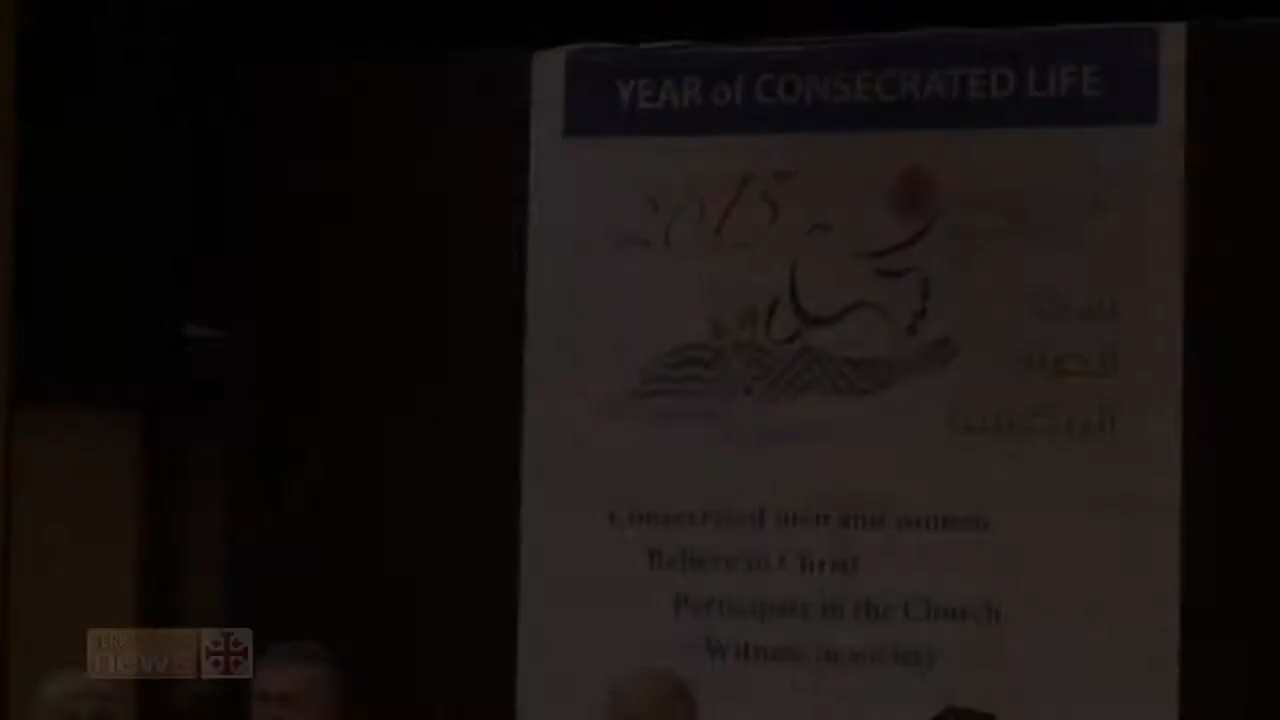 YEAR of CONSECRATED LIFE
2015
Consecrated men and women
Believe in Christ
Participate in the Church
Witness in society
news